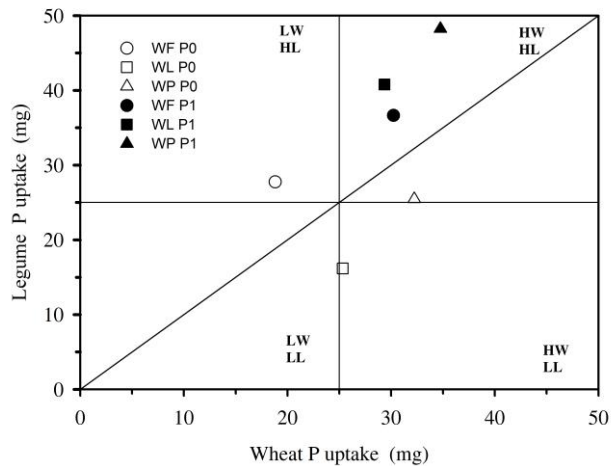 50
40
30
20
10
0
Legume P uptake (mg)
WF P0
WL P0
WP P0
WF P1
WL P1
WP P1
LW
HL
HW
HL
LW
LL
HW
LL
0
10
20
30
40
50
Wheat P uptake (mg)